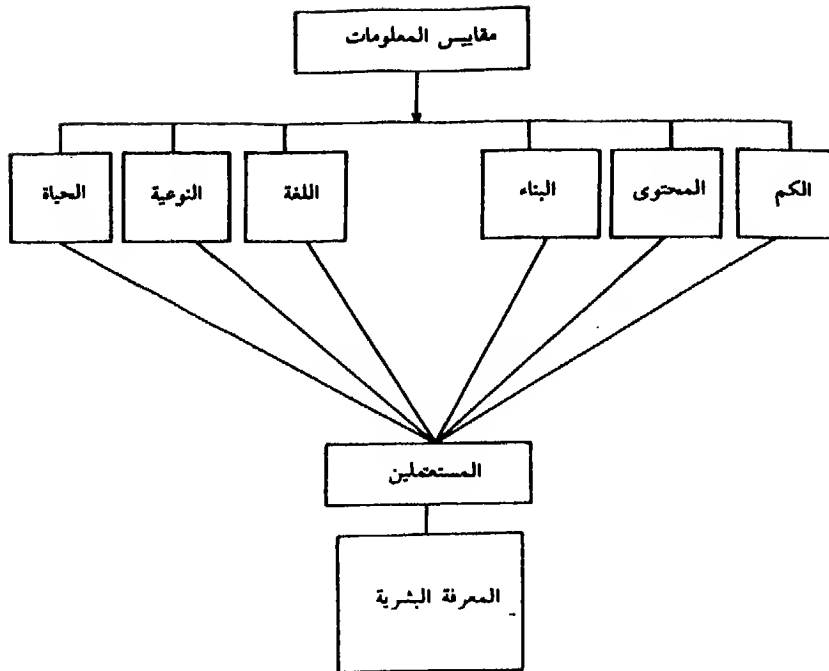 مقاييس المعلومات
الكم
المحتوى
البناء
اللغة
النوعية
الحياة
المستعملين
المعرفة البشرية